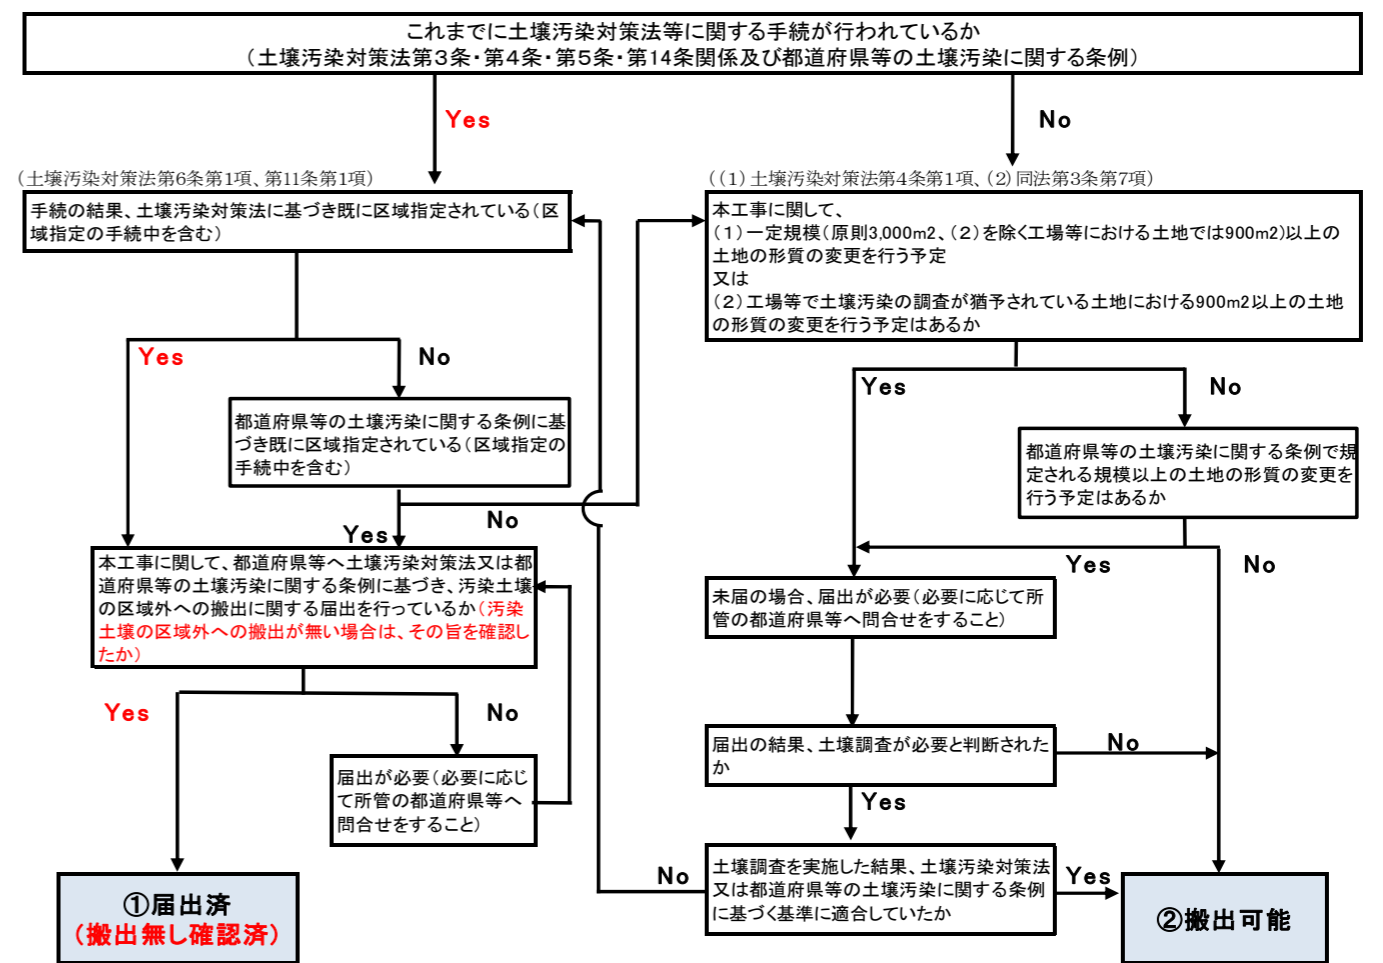 これまでに土壌汚染対策法等に関する手続が行われているか
（土壌汚染対策法第３条・第４条・第５条・第14条関係及び都道府県等の土壌汚染に関する条例）
Yes
No
（土壌汚染対策法第6条第1項、第11条第1項）
手続の結果、土壌汚染対策法に基づき既に区域指定されている（区
域指定の手続中を含む）
Yes
No
都道府県等の土壌汚染に関する条例に基
づき既に区域指定されている（区域指定の
手続中を含む）
Yes
No
本工事に関して、都道府県等へ土壌汚染対策法又は都
道府県等の土壌汚染に関する条例に基づき、汚染土壌
の区域外への搬出に関する届出を行っているか（汚染
土壌の区域外への搬出が無い場合は、その旨を確認し
たか）
Yes
No
届出が必要（必要に応じ
て所管の都道府県等へ
問合せをすること）
①届出済
（搬出無し確認済）
（（1）土壌汚染対策法第4条第1項、（2）同法第3条第7項）
本工事に関して、
（１）一定規模（原則3,000m2、（２）を除く工場等における土地では900m2）以上の
土地の形質の変更を行う予定
又は
（２）工場等で土壌汚染の調査が猶予されている土地における900m2以上の土地
の形質の変更を行う予定はあるか
Yes
No
都道府県等の土壌汚染に関する条例で規
定される規模以上の土地の形質の変更を
行う予定はあるか
Yes
No
未届の場合、届出が必要（必要に応じて所
管の都道府県等へ問合せをすること）
届出の結果、土壌調査が必要と判断された
か
No
Yes
土壌調査を実施した結果、土壌汚染対策法
又は都道府県等の土壌汚染に関する条例
に基づく基準に適合していたか
No
Yes
②搬出可能